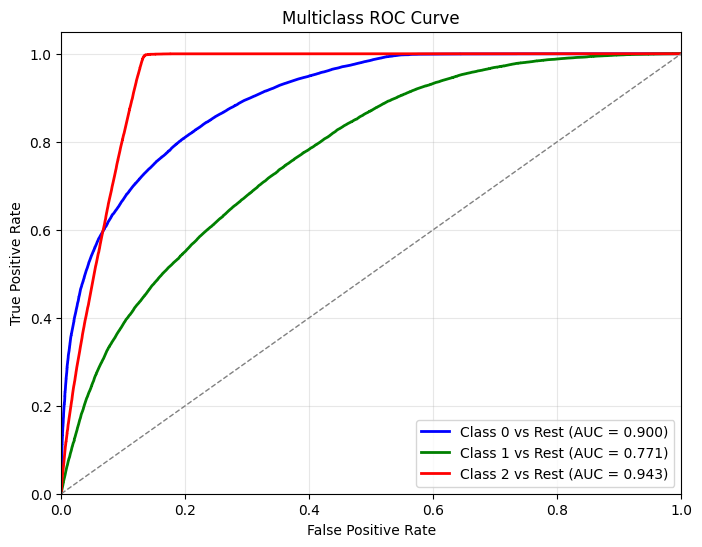 Multiclass ROC Curve
True Positive Rate
1.0
0.8
0.6
0.4
0.2
0.0
0.0 0.2 0.4 0.6 0.8 1.0
False Positive Rate
Class 0 vs Rest (AUC = 0.900)
Class 1 vs Rest (AUC = 0.771)
Class 2 vs Rest (AUC = 0.943)